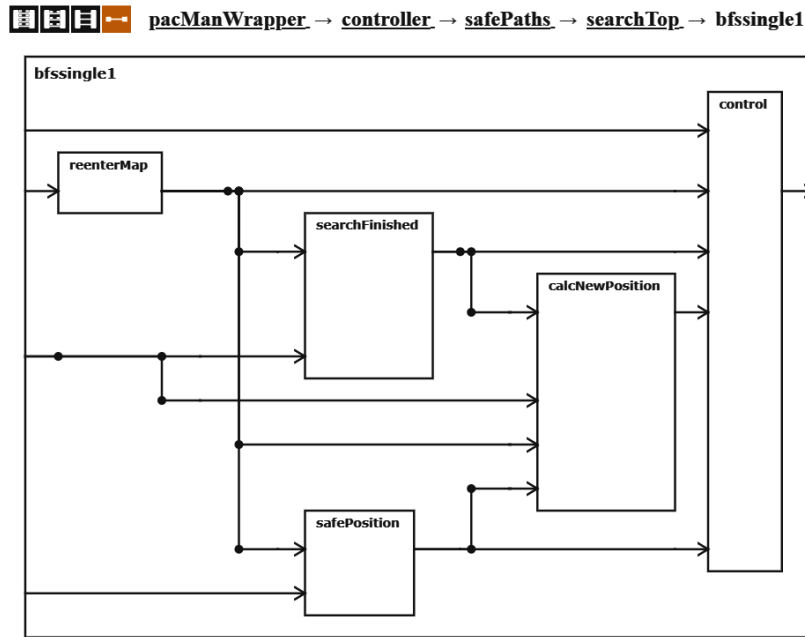 pacManWrapper → controller → safePaths → searchTop → bfssingle1
bfssingle1
control
reenterMap
searchFinished
calcNewPosition
safePosition